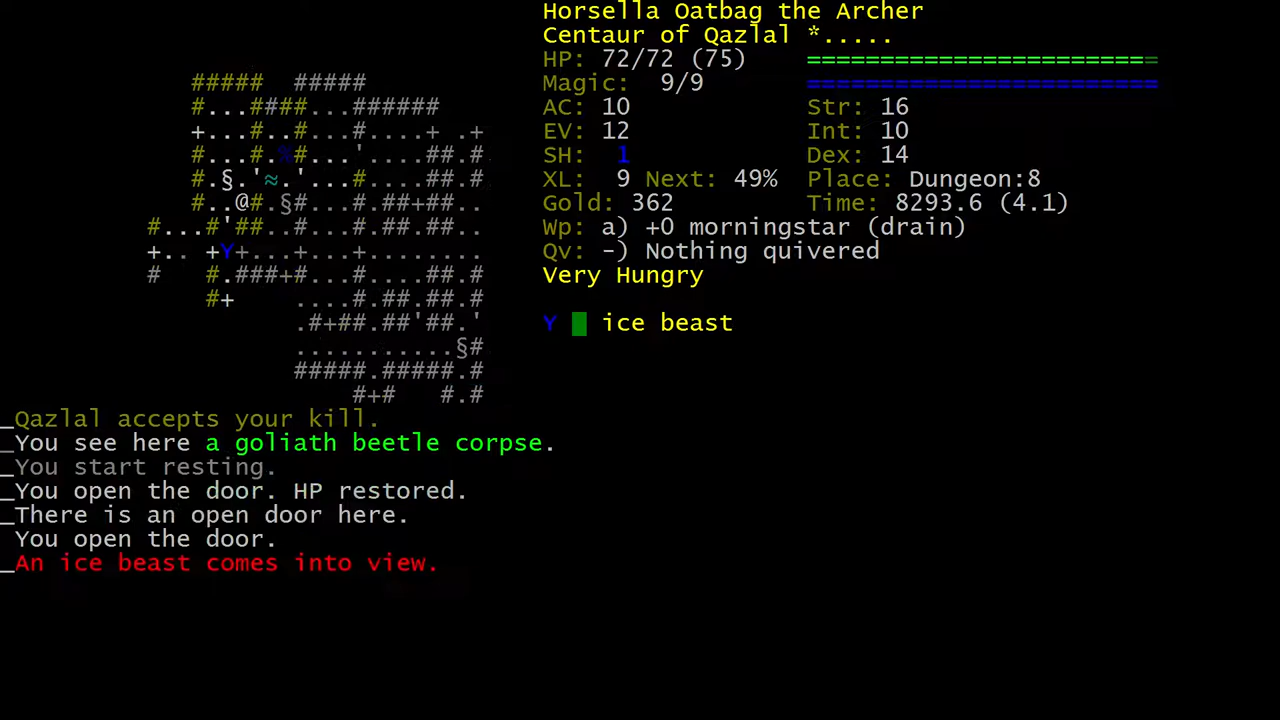 Horsella Oatbag the Archer
Centaur of Qazlal *.....
HP: 72/72 (75) ========================
Magic: 9/9 ========================
AC: 10 Str: 16
EV: 12 Int: 10
SH: 1 Dex: 14
XL: 9 Next: 49% Place: Dungeon:8
Gold: 362 Time: 8293.6 (4.1)
Wp: a) +0 morningstar (drain)
Qv: -) Nothing quivered
Very Hungry
Y ice beast
##### #####
#...####...######
+...#..#...#....+ .+
#...#.%#...'....##.#
#.§.'≈.'...#....##.#
#..@#.§#...#.##+##..
#...#'##..#...#.##.##..
+.. +Y+...+...+........
# #.###+#...#....##.#
#+ ....#.##.##.#
.#+##.##'##.'
...........§#
#####.#####.#
#+# #.#
_Qazlal accepts your kill.
_You see here a goliath beetle corpse.
_You start resting.
_You open the door. HP restored.
_There is an open door here.
You open the door.
_An ice beast comes into view.